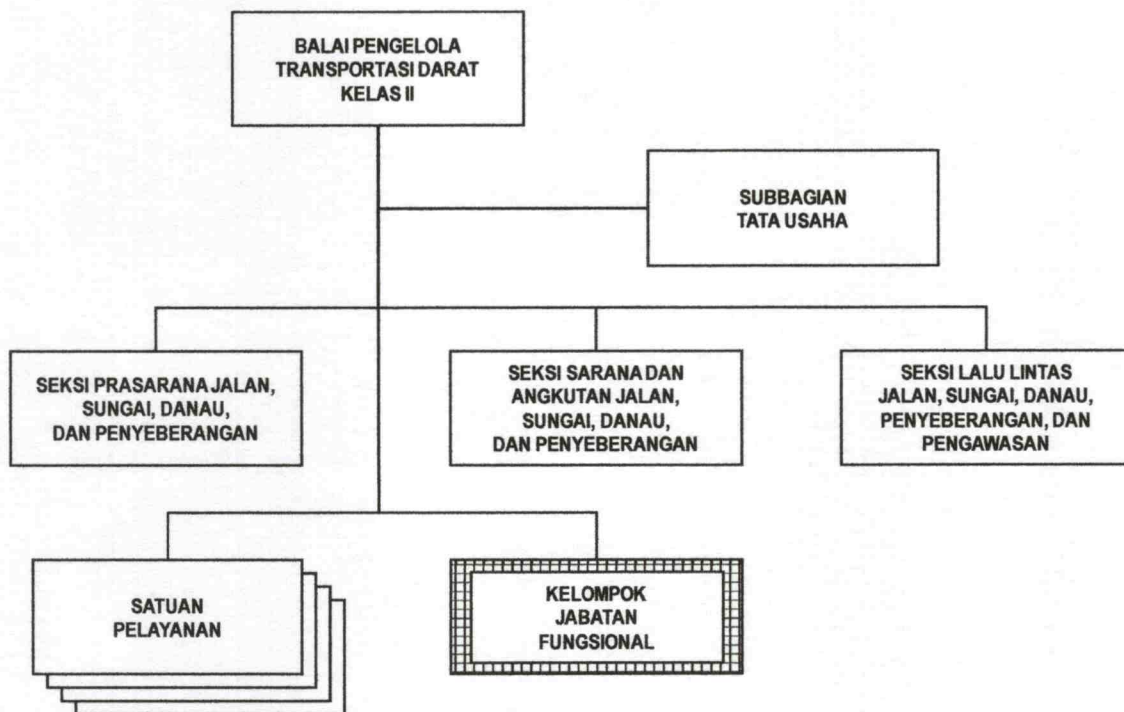 BALAI PENGELOLA
TRANSPORTASI DARAT
KELAS II
SUBBAGIAN
TATA USAHA
SEKSI PRASARANA JALAN,
SUNGAI, DANAU,
DAN PENYEBERANGAN
SEKSI SARANA DAN
ANGKUTAN JALAN,
SUNGAI, DANAU,
DAN PENYEBERANGAN
SEKSI LALU LINTAS
JALAN, SUNGAI, DANAU,
PENYEBERANGAN, DAN
PENGAWASAN
SATUAN
PELAYANAN
KELOMPOK
JABATAN
FUNGSIONAL